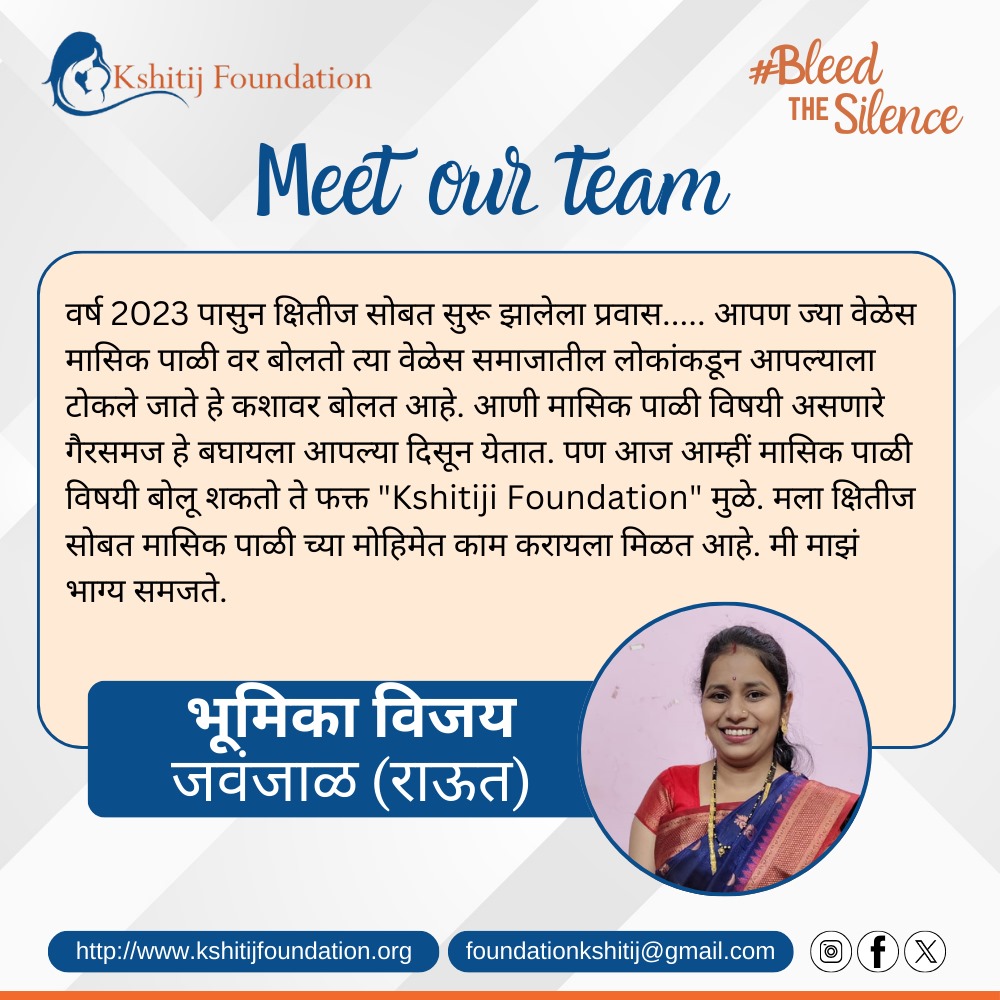 Kshitij Foundation
#Bleed
THE Silence
Meet our team
वर्ष 2023 पासुन क्षितीज सोबत सुरू झालेला प्रवास..... आपण ज्या वेळेस
मासिक पाळी वर बोलतो त्या वेळेस समाजातील लोकांकडून आपल्याला
टोकले जाते हे कशावर बोलत आहे. आणी मासिक पाळी विषयी असणारे
गैरसमज हे बघायला आपल्या दिसून येतात. पण आज आम्हीं मासिक पाळी
विषयी बोलू शकतो ते फक्त "Kshitiji Foundation" मुळे. मला क्षितीज
सोबत मासिक पाळी च्या मोहिमेत काम करायला मिळत आहे. मी माझं
भाग्य समजते.
भूमिका विजय
जवंजाळ (राऊत)
http://www.kshitijfoundation.org
foundationkshitij@gmail.com